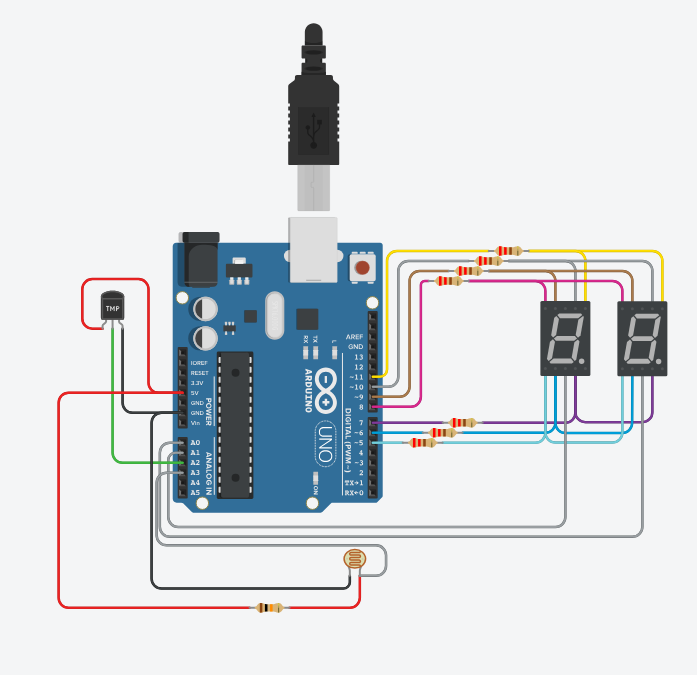 TMP
IOREF
RESET
3.3V
5V
GND
GND
Vin
POWER
A0
A1
A2
A3
A4
A5
ANALOG IN
RX
TX
L
ARDUINO
UNO
ON
AREF
GND
13
12
~11
~10
~9
8
7
~6
~5
4
~3
2
TX→1
RX←0
DIGITAL (PWM~)